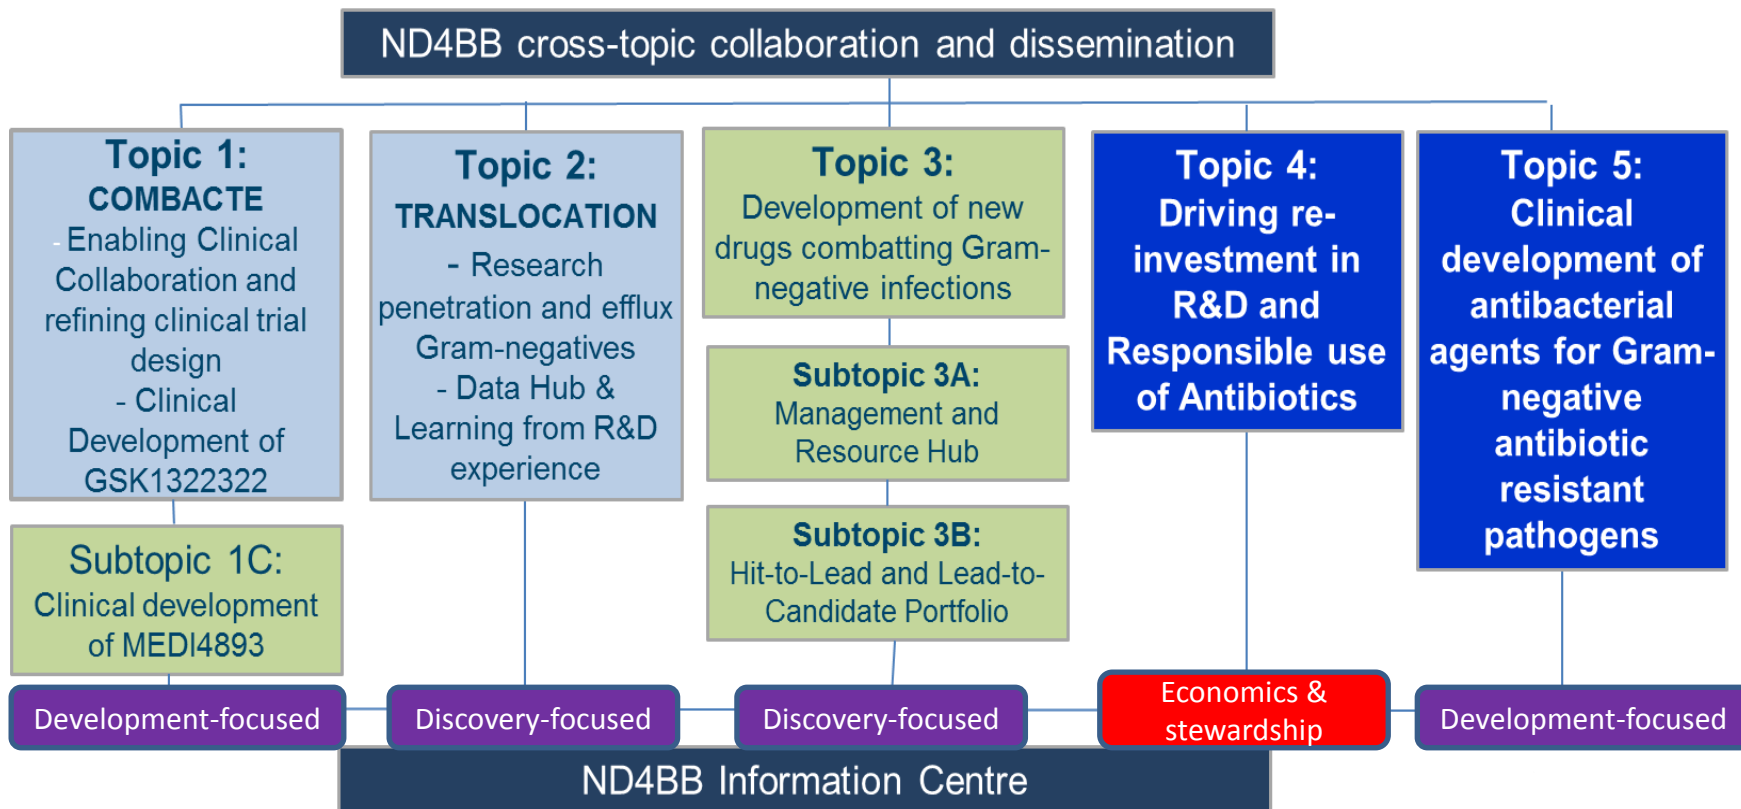 ND4BB cross-topic collaboration and dissemination
Topic 1:
COMBACTE
- Enabling Clinical
Collaboration and
refining clinical trial
design
- Clinical
Development of
GSK1322322
Subtopic 1C:
Clinical development
of MEDI4893
Development-focused
Topic 2:
TRANSLOCATION
- Research
penetration and efflux
Gram-negatives
- Data Hub &
Learning from R&D
experience
Discovery-focused
Topic 3:
Development of new
drugs combatting Gram-
negative infections
Subtopic 3A:
Management and
Resource Hub
Subtopic 3B:
Hit-to-Lead and Lead-to-
Candidate Portfolio
Discovery-focused
Topic 4:
Driving re-
investment in
R&D and
Responsible use
of Antibiotics
Economics &
stewardship
Topic 5:
Clinical
development of
antibacterial
agents for Gram-
negative
antibiotic
resistant
pathogens
Development-focused
ND4BB Information Centre